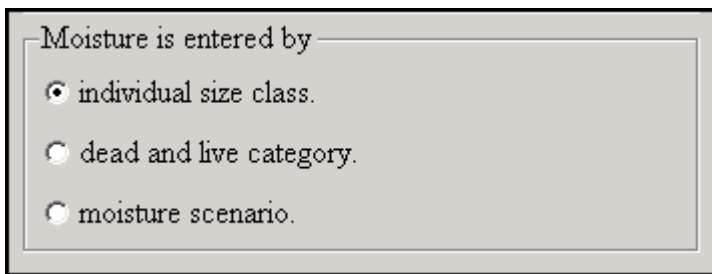 Moisture is entered by
individual size class.
dead and live category.
moisture scenario.